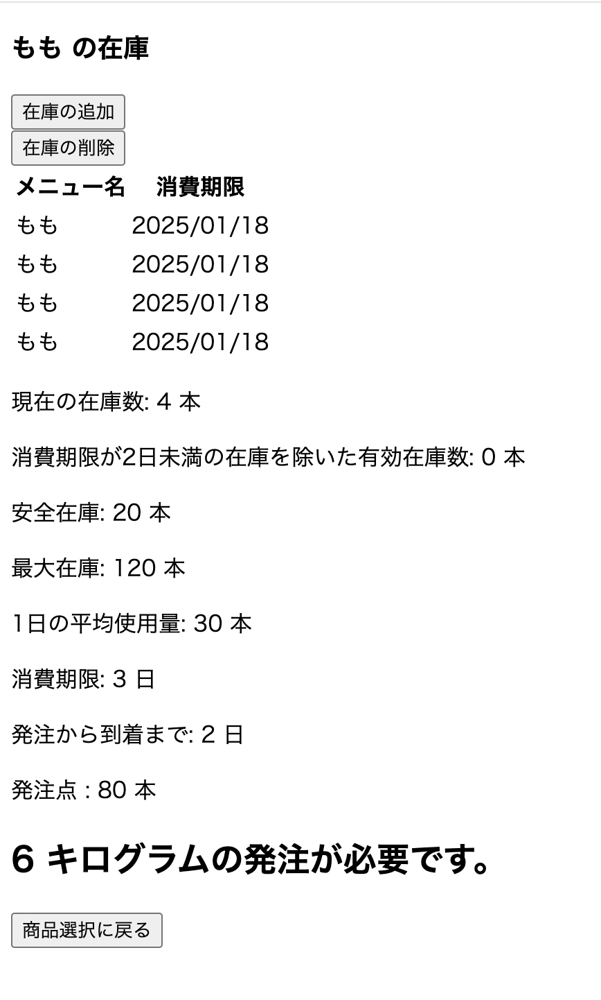 もも の在庫
在庫の追加
在庫の削除
メニュー名 消費期限
もも 2025/01/18
もも 2025/01/18
もも 2025/01/18
もも 2025/01/18
現在の在庫数: 4 本
消費期限が2日未満の在庫を除いた有効在庫数: 0 本
安全在庫: 20 本
最大在庫: 120 本
1日の平均使用量: 30 本
消費期限: 3 日
発注から到着まで: 2 日
発注点 : 80 本
6 キログラムの発注が必要です。
商品選択に戻る